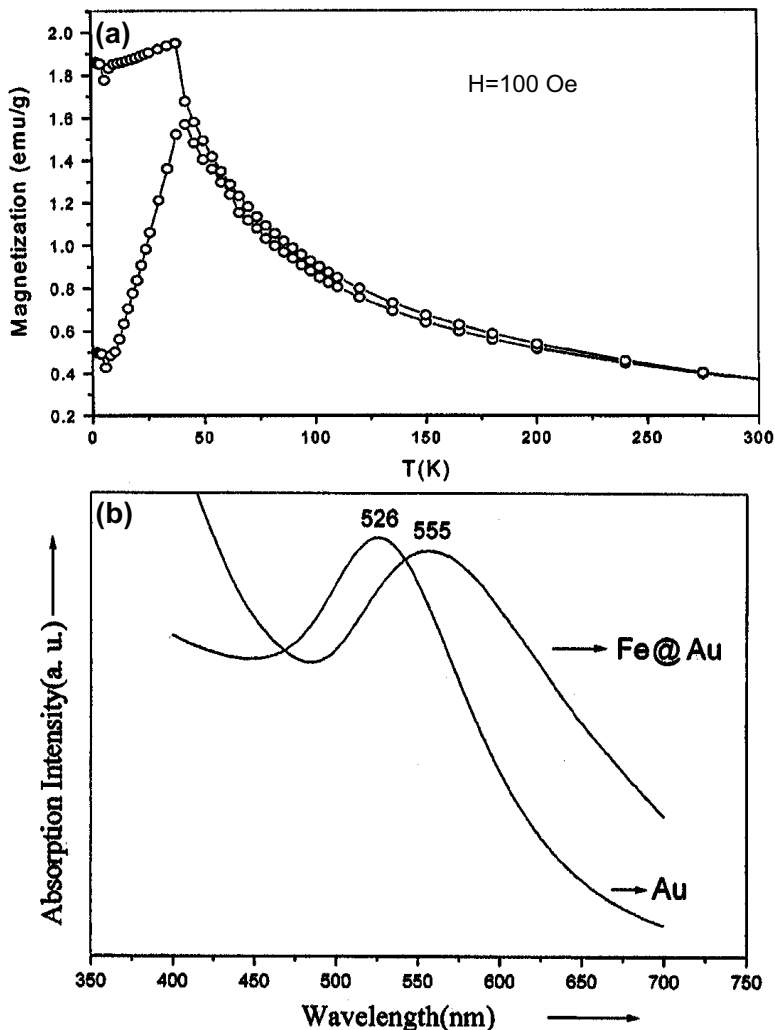 (a)
H=100 Oe
Magnetization (emu/g)
2.0
1.8
1.6
1.4
1.2
1.0
0.8
0.6
0.4
0.2
0 50 100 150 200 250 300
T(K)
(b)
526 555
Fe@Au
Au
Absorption Intensity(a. u.)
350 400 450 500 550 600 650 700 750
Wavelength(nm)